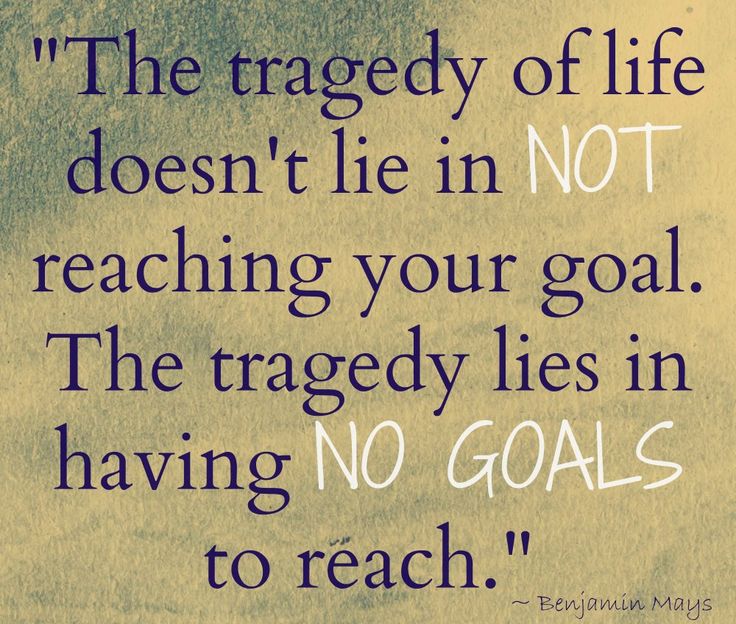 "The tragedy of life
doesn't lie in NOT
reaching your goal.
The tragedy lies in
having NO GOALS
to reach."
~ Benjamin Mays